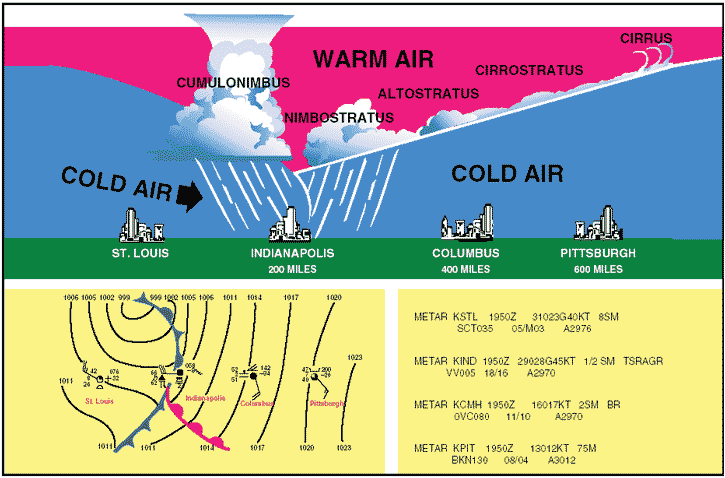 CIRRUS
WARM AIR
CIRROSTRATUS
CUMULONIMBUS
ALTOSTRATUS
NIMBOSTRATUS
COLD AIR
COLD AIR
ST. LOUIS
INDIANAPOLIS
COLUMBUS
PITTSBURGH
200 MILES
400 MILES
600 MILES
1006 1005 1002 999 999 1002 1005 1006 1011 1014 1017 1020
1023
1011
St. Louis
Indianapolis
Columbus
Pittsburgh
1011 1011 1014 1017 1020 1023
METAR KSTL 1950Z 31023G40KT 8SM
SCT035 05/M03 A2976
METAR KIND 1950Z 29028G45KT 1/2 SM TSRAGR
VV005 18/16 A2970
METAR KCMH 1950Z 16017KT 2SM BR
OVC080 11/10 A2970
METAR KPIT 1950Z 13012KT 75M
BKN130 08/04 A3012